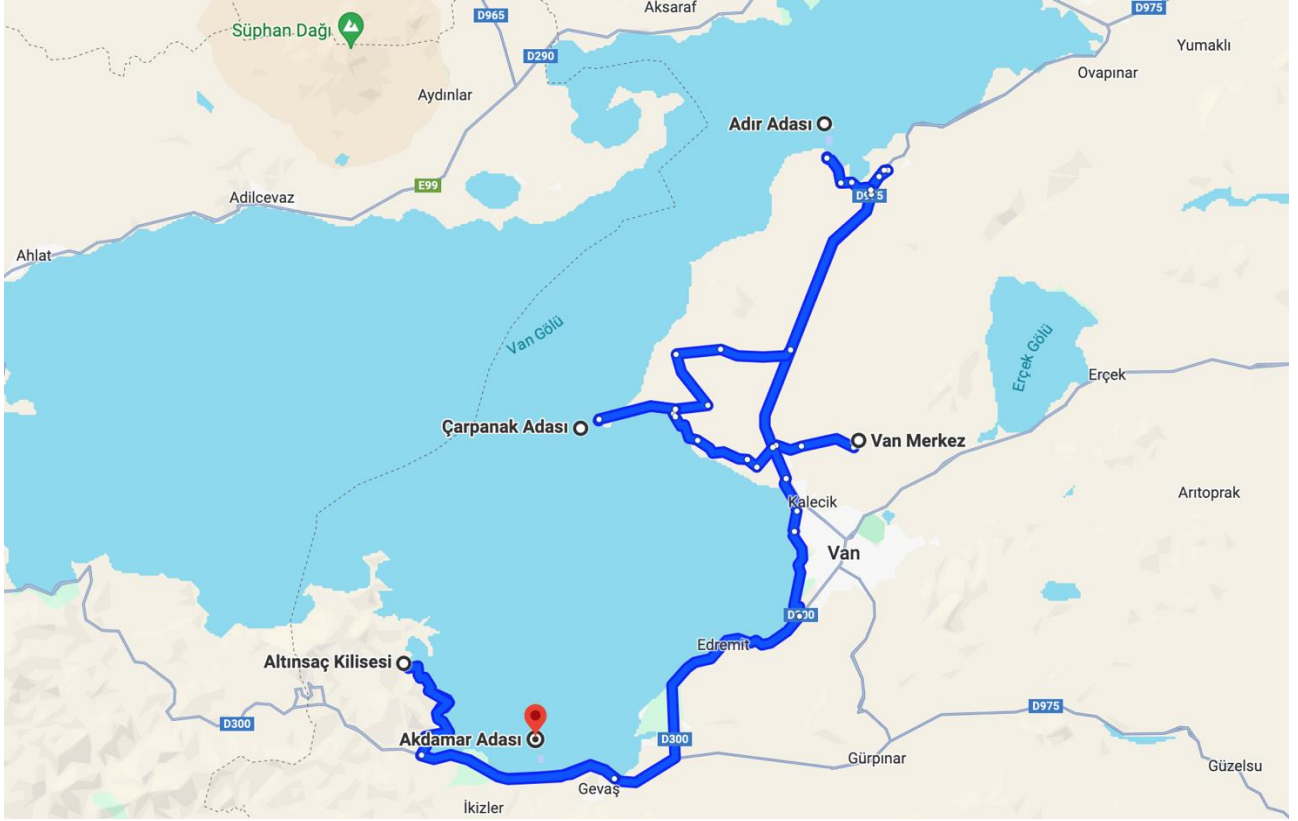 Aksaraf
D965
D975
Süphan Dağı
Yumaklı
D290
Ovapınar
Aydınlar
Adır Adası
E99
Adilcevaz
D975
Ahlat
Van Gölü
Erçek Gölü
Erçek
Çarpanak Adası
Van Merkez
Arıtoprak
Kalecik
Van
D300
Edremit
Altınsaç Kilisesi
D975
D300
Akdamar Adası
D300
Gürpınar
Güzelsu
Gevaş
İkizler